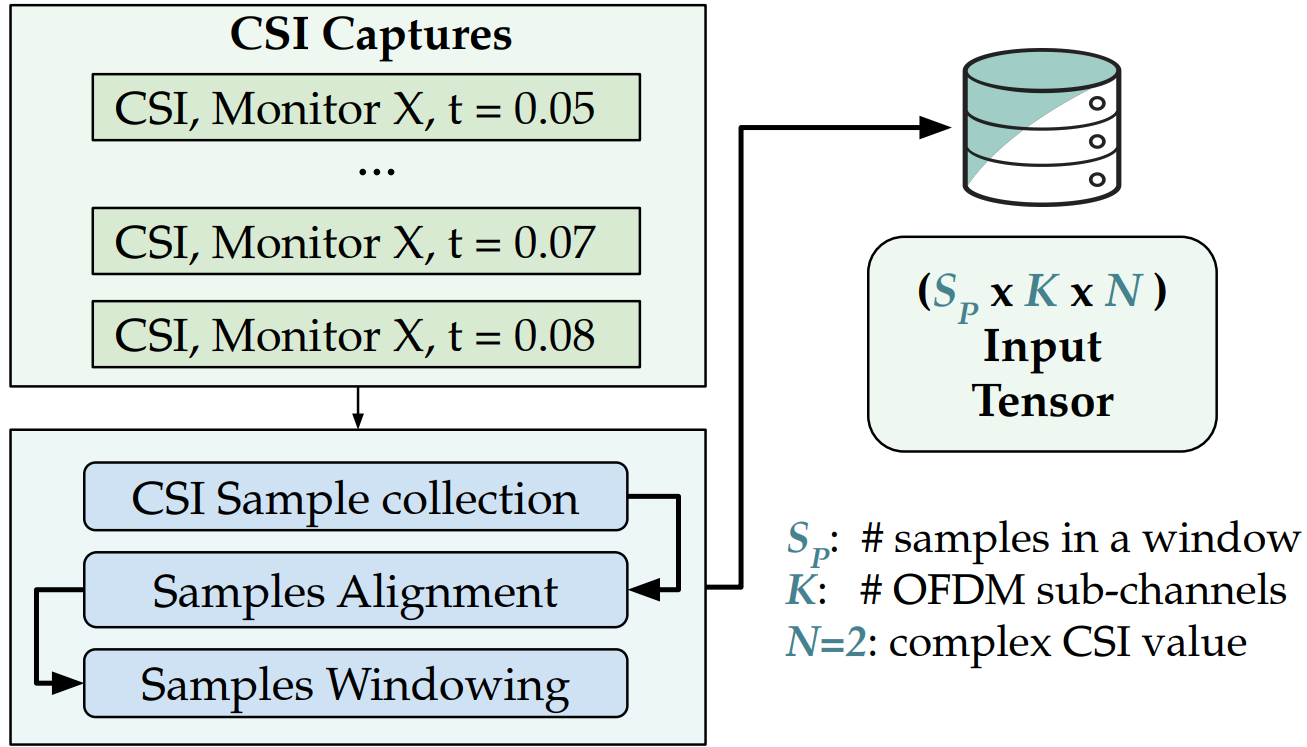 CSI Captures
CSI, Monitor X, t = 0.05
...
CSI, Monitor X, t = 0.07
CSI, Monitor X, t = 0.08
CSI Sample collection
Samples Alignment
Samples Windowing
(S_P x K x N )
Input
Tensor
S_P: # samples in a window
K: # OFDM sub-channels
N=2: complex CSI value